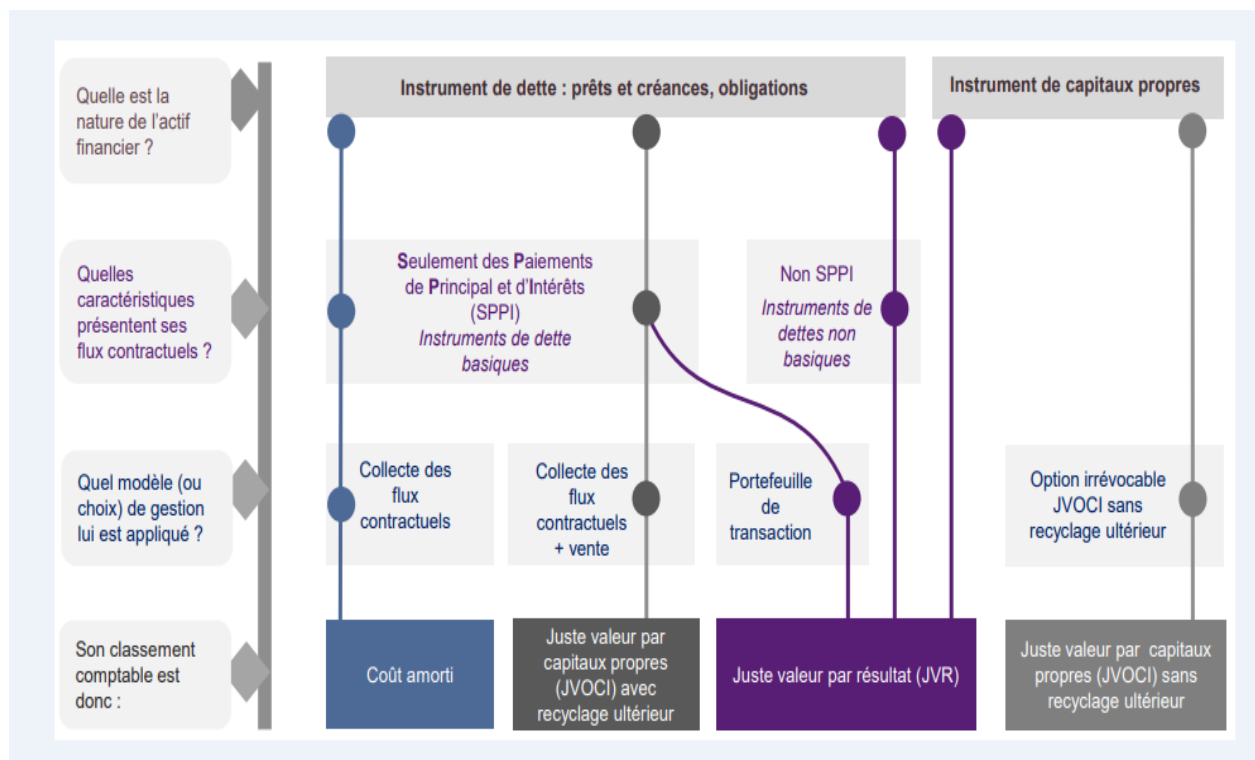 Quelle est la
nature de l'actif
financier ?
Instrument de dette : prêts et créances, obligations
Instrument de capitaux propres
Quelles
caractéristiques
présentent ses
flux contractuels ?
Seulement des Paiements
de Principal et d'Intérêts
(SPPI)
Instruments de dette
basiques
Non SPPI
Instruments de
dettes non
basiques
Quel modèle (ou
choix) de gestion
lui est appliqué ?
Collecte des
flux
contractuels
Collecte des
flux
contractuels
+ vente
Portefeuille
de
transaction
Option irrévocable
JVOCI sans
recyclage ultérieur
Son classement
comptable est
donc :
Coût amorti
Juste valeur par
capitaux propres
(JVOCI) avec
recyclage ultérieur
Juste valeur par résultat (JVR)
Juste valeur par capitaux
propres (JVOCI) sans
recyclage ultérieur